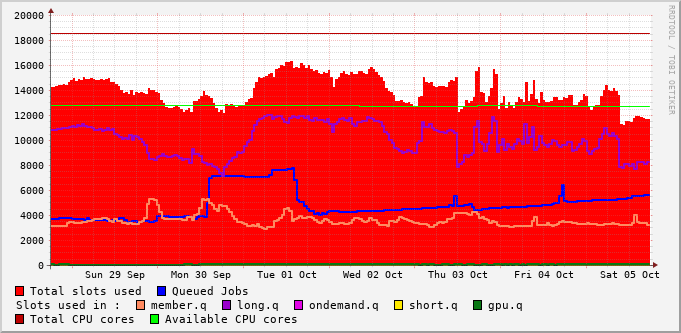 20000
18000
16000
14000
12000
10000
8000
6000
4000
2000
0
Sun 29 Sep Mon 30 Sep Tue 01 Oct Wed 02 Oct Thu 03 Oct Fri 04 Oct Sat 05 Oct
RRDTOOL / TOBI OETIKER
Total slots used Queued Jobs
Slots used in : member.q long.q ondemand.q short.q gpu.q
Total CPU cores Available CPU cores